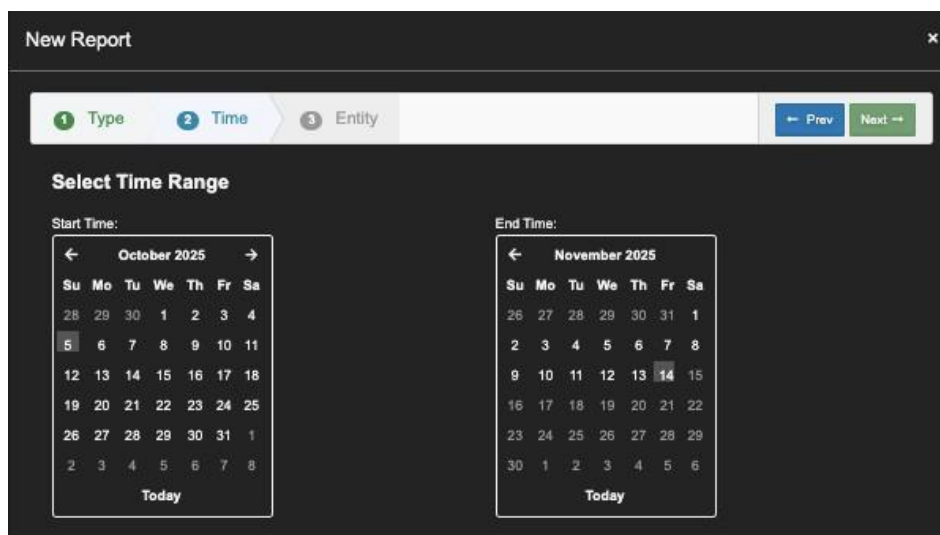 New Report ×
1 Type 2 Time 3 Entity ← Prev Next →
Select Time Range
Start Time:
← October 2025 →
Su Mo Tu We Th Fr Sa
28 29 30 1 2 3 4
5 6 7 8 9 10 11
12 13 14 15 16 17 18
19 20 21 22 23 24 25
26 27 28 29 30 31 1
2 3 4 5 6 7 8
Today
End Time:
← November 2025
Su Mo Tu We Th Fr Sa
26 27 28 29 30 31 1
2 3 4 5 6 7 8
9 10 11 12 13 14 15
16 17 18 19 20 21 22
23 24 25 26 27 28 29
30 1 2 3 4 5 6
Today